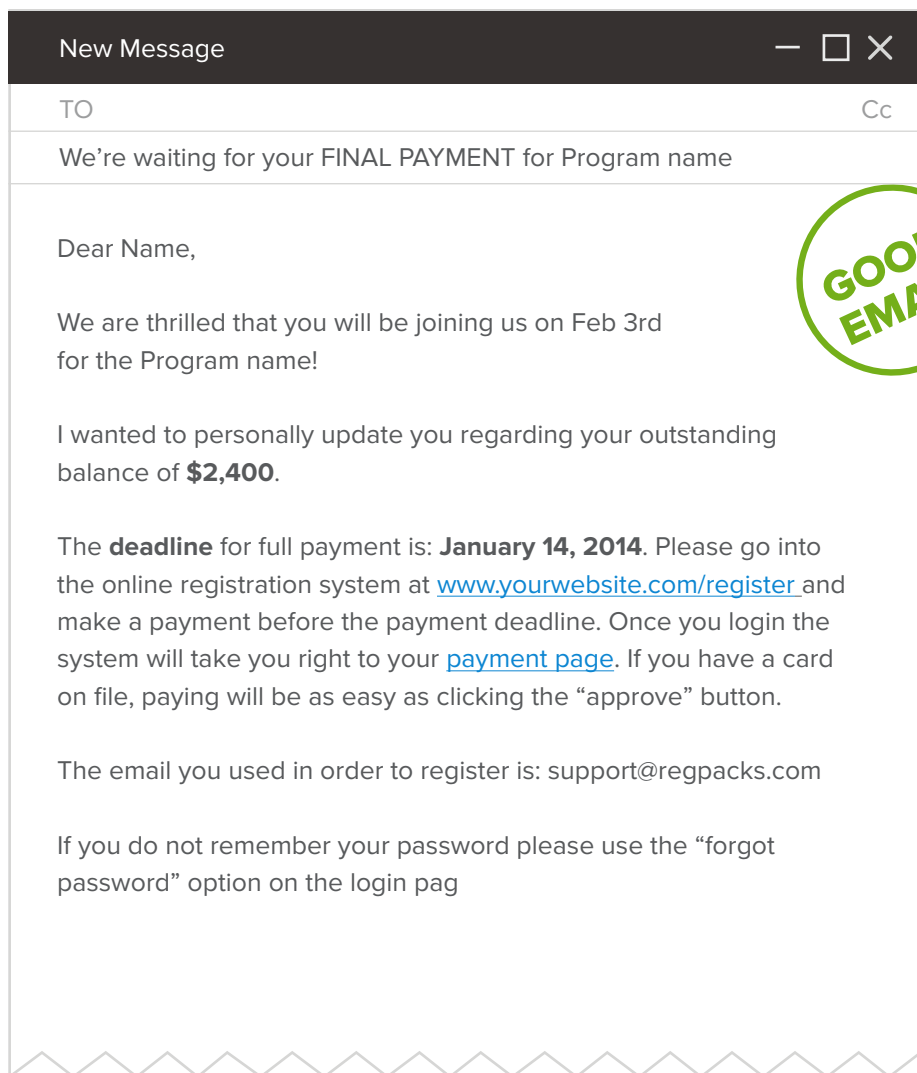 New Message
TO Cc
We’re waiting for your FINAL PAYMENT for Program name
Dear Name,
We are thrilled that you will be joining us on Feb 3rd
for the Program name!
I wanted to personally update you regarding your outstanding
balance of $2,400.
The deadline for full payment is: January 14, 2014. Please go into
the online registration system at www.yourwebsite.com/register and
make a payment before the payment deadline. Once you login the
system will take you right to your payment page. If you have a card
on file, paying will be as easy as clicking the “approve” button.
The email you used in order to register is: support@regpacks.com
If you do not remember your password please use the “forgot
password” option on the login pag